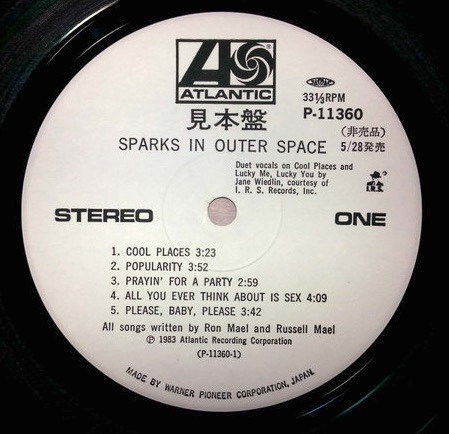 ATLANTIC
JASRAC
33⅓RPM
P-11360
見本盤
(非売品)
SPARKS IN OUTER SPACE
5/28発売
Duet vocals on Cool Places and
Lucky Me, Lucky You by
Jane Wiedlin, courtesy of
I. R. S. Records, Inc.
I.R.S.
STEREO
ONE
1. COOL PLACES 3:23
2. POPULARITY 3:52
3. PRAYIN' FOR A PARTY 2:59
4. ALL YOU EVER THINK ABOUT IS SEX 4:09
5. PLEASE, BABY, PLEASE 3:42
All songs written by Ron Mael and Russell Mael
Ⓟ 1983 Atlantic Recording Corporation
(P-11360-1)
MADE BY WARNER PIONEER CORPORATION, JAPAN.